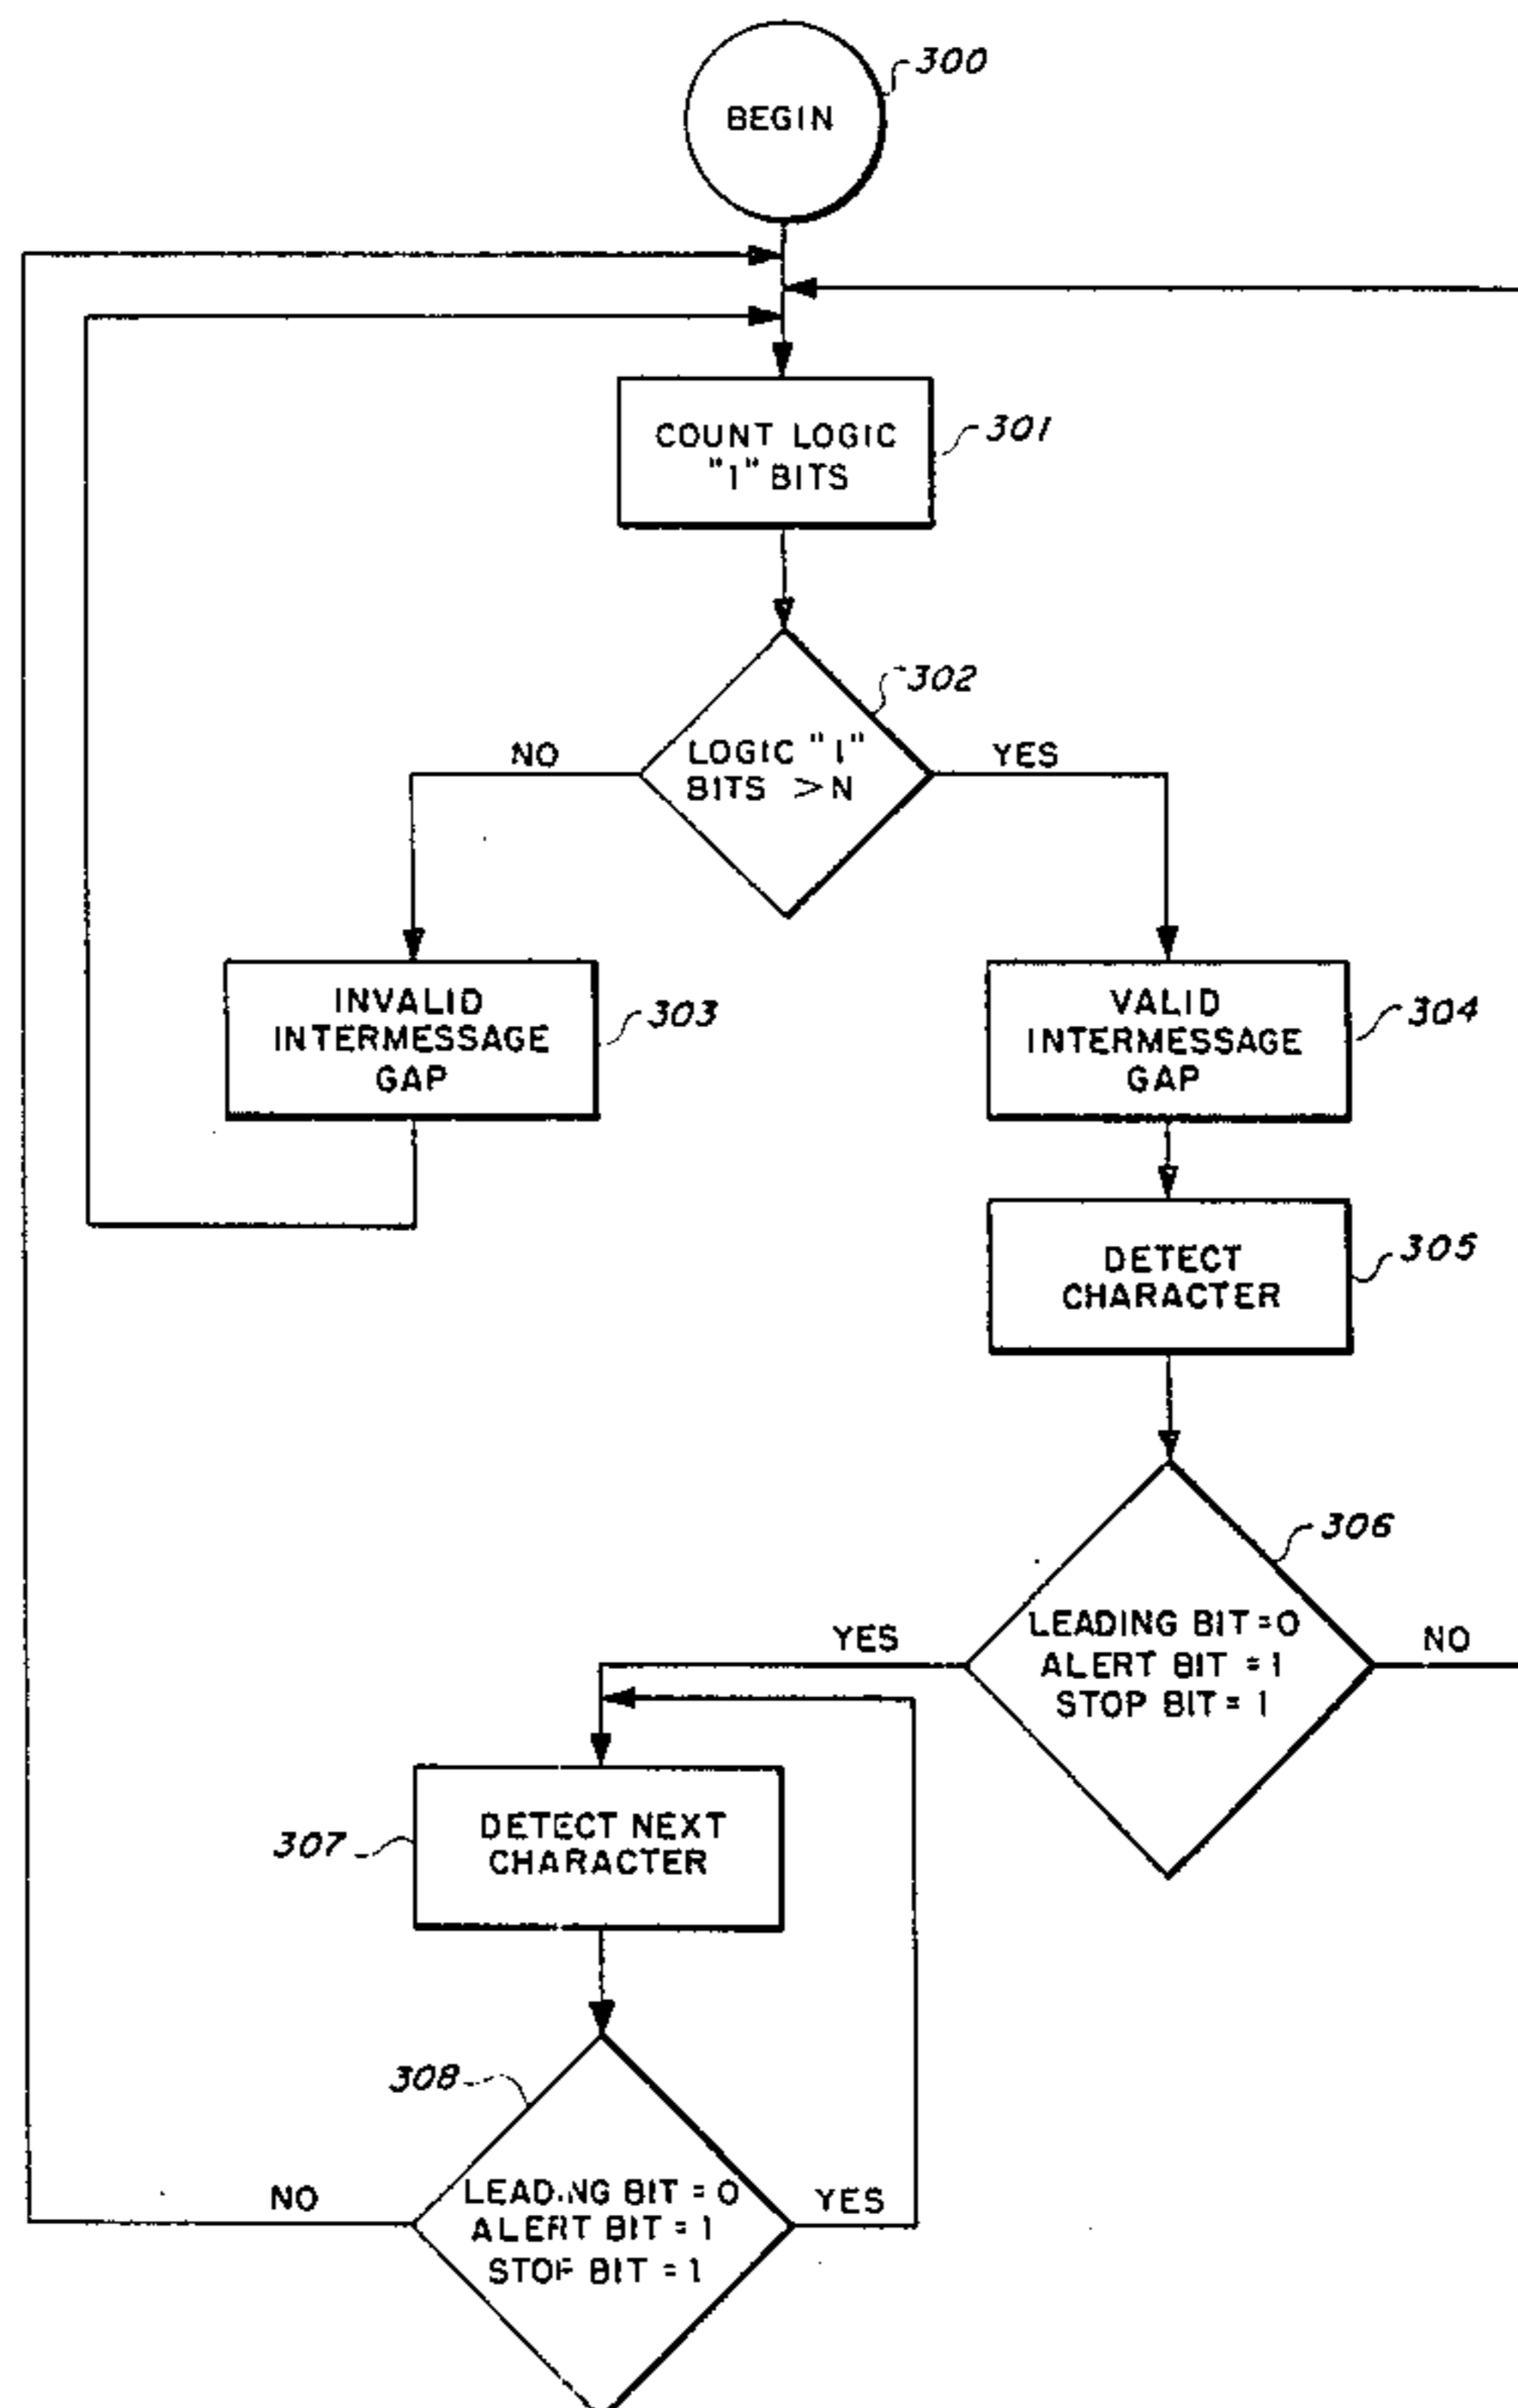 300
BEGIN
COUNT LOGIC
"1" BITS
301
302
LOGIC "1"
BITS >N
NO
YES
INVALID
INTERMESSAGE
GAP
303
VALID
INTERMESSAGE
GAP
304
DETECT
CHARACTER
305
306
LEADING BIT=0
ALERT BIT = 1
STOP BIT = 1
YES
NO
DETECT NEXT
CHARACTER
307
308
LEADING BIT = 0
ALERT BIT = 1
STOP BIT = 1
NO
YES